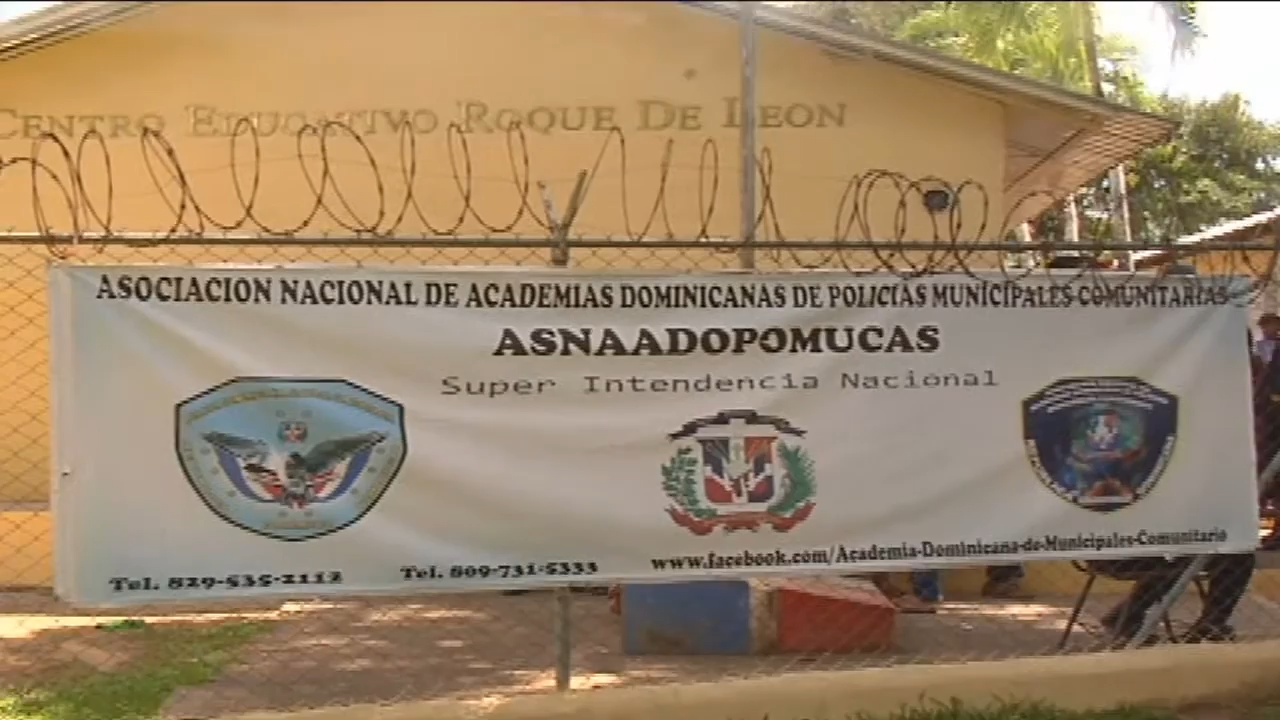 CENTRO EDUCATIVO ROQUE DE LEON
ASOCIACION NACIONAL DE ACADEMIAS DOMINICANAS DE POLICIAS MUNICIPALES COMUNITARIAS
ASNAADOPOMUCAS
Super Intendencia Nacional
Tel. 829-535-2112
Tel. 809-731-5333
www.facebook.com/Academia-Dominicana-de-Municipales-Comunitario